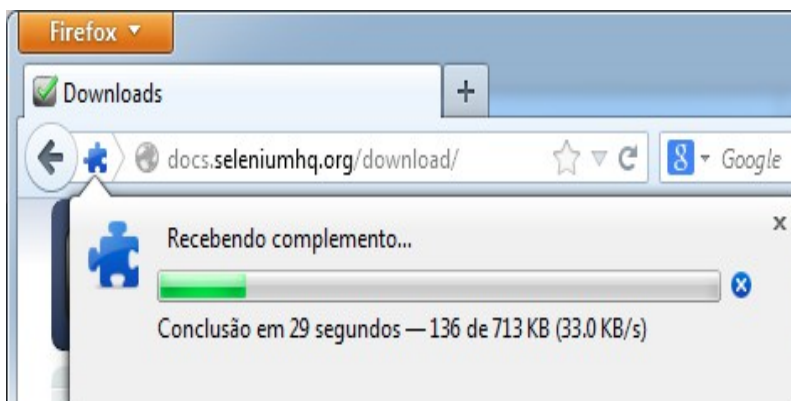 Firefox
Downloads
docs.seleniumhq.org/download/
Google
Recebendo complemento...
Conclusão em 29 segundos — 136 de 713 KB (33.0 KB/s)